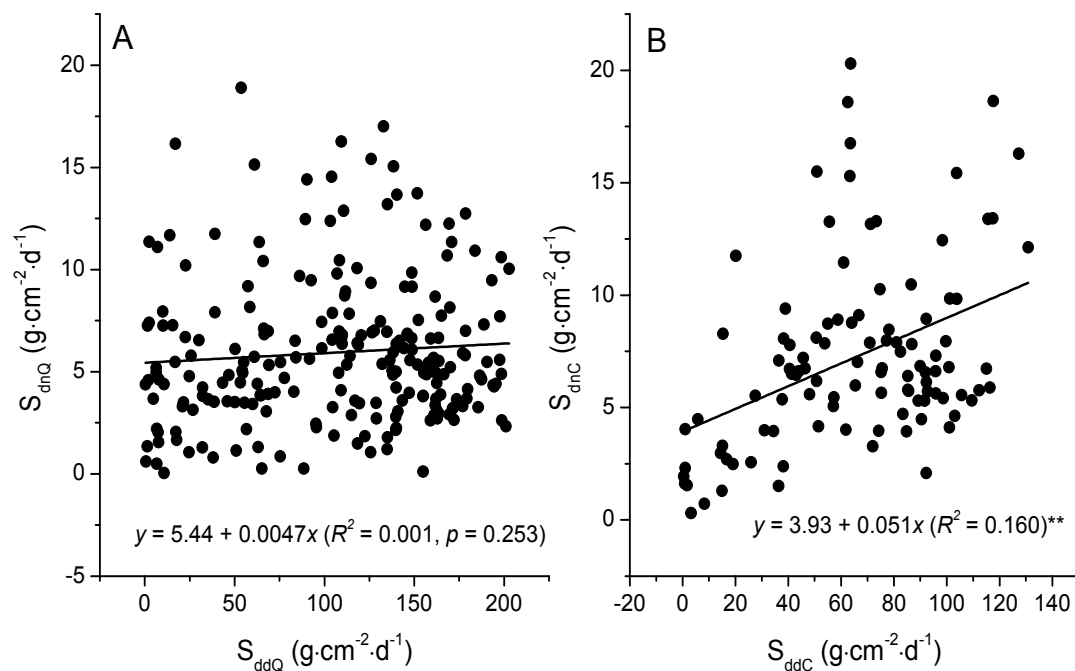 A
20
15
10
5
0
-5
S_dnQ (g·cm⁻²·d⁻¹)
y = 5.44 + 0.0047x (R² = 0.001, p = 0.253)
0 50 100 150 200
S_ddQ (g·cm⁻²·d⁻¹)
B
20
15
10
5
0
S_dnC (g·cm⁻²·d⁻¹)
y = 3.93 + 0.051x (R² = 0.160)**
-20 0 20 40 60 80 100 120 140
S_ddC (g·cm⁻²·d⁻¹)